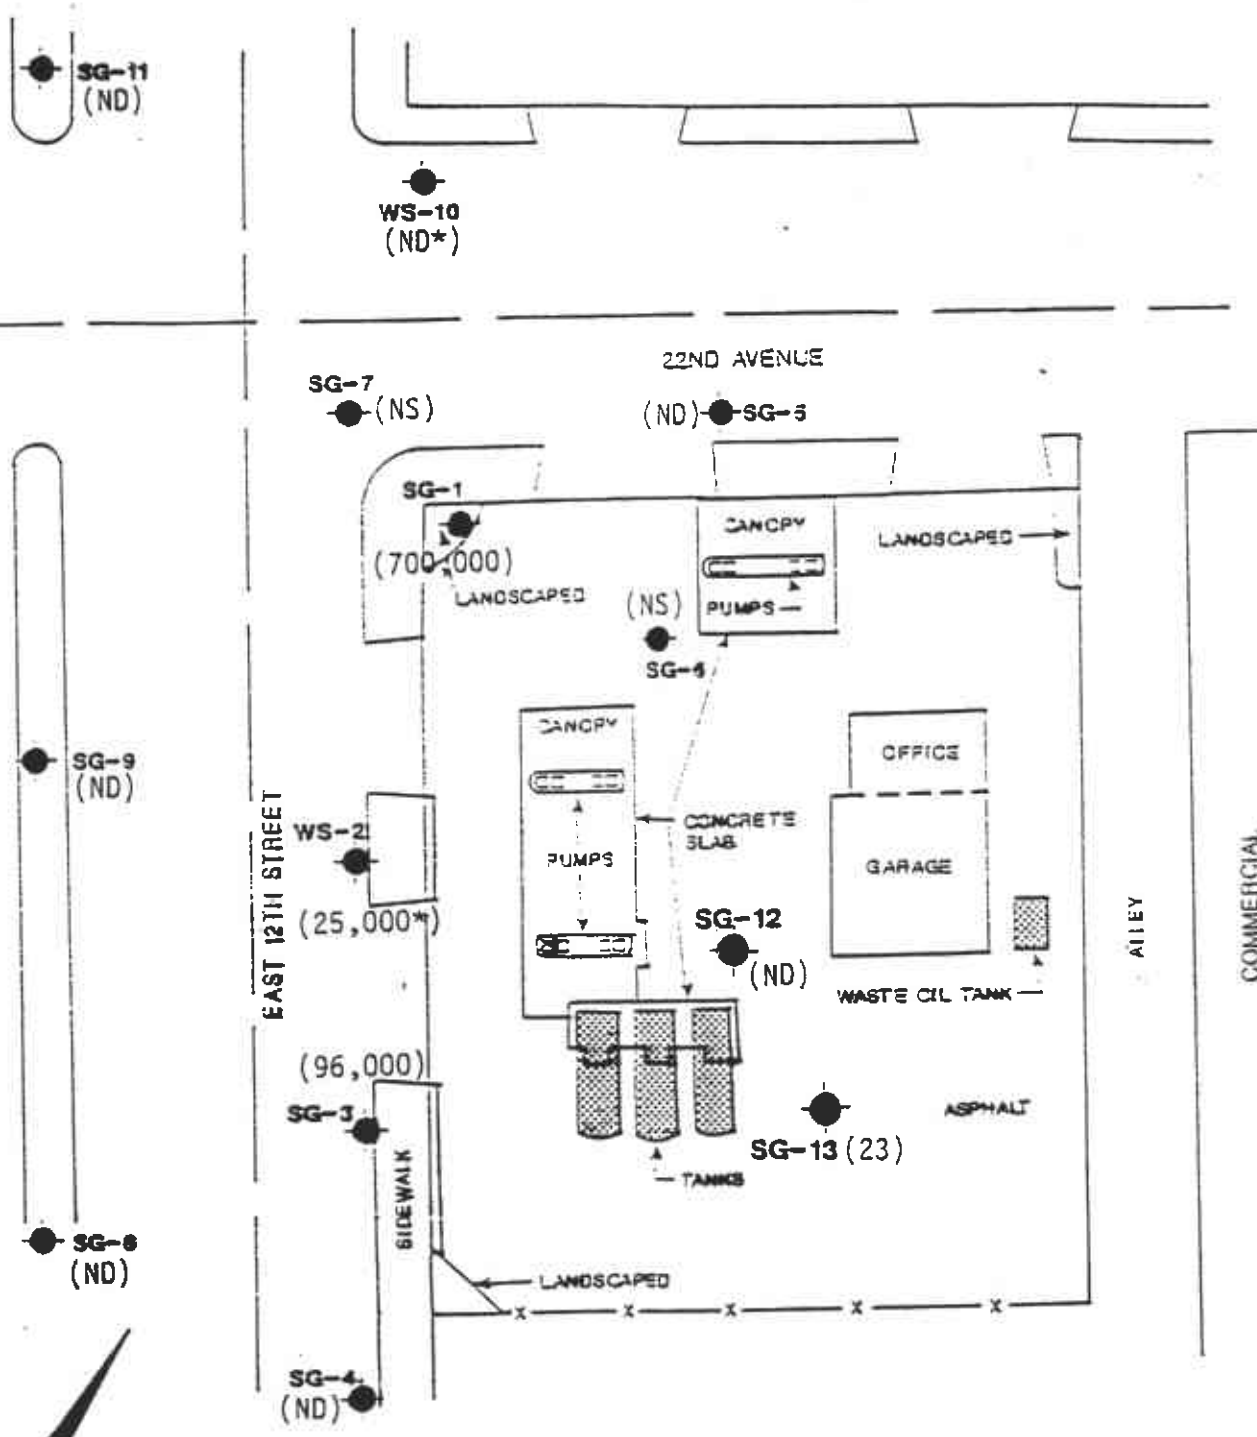 SG-11
(ND)
WS-10
(ND*)
22ND AVENUE
SG-7
(NS)
(ND)
SG-5
SG-1
(700,000)
LANDSCAPED
CANOPY
PUMPS
LANDSCAPED
(NS)
CANOPY
OFFICE
SG-9
(ND)
EAST 12TH STREET
WS-2
(25,000*)
PUMPS
CONCRETE
SLAB
GARAGE
SG-12
(ND)
WASTE OIL TANK
ALLEY
COMMERCIAL
(96,000)
SG-3
SIDEWALK
ASPHALT
SG-13 (23)
TANKS
(ND)
LANDSCAPED
SG-4
(ND)